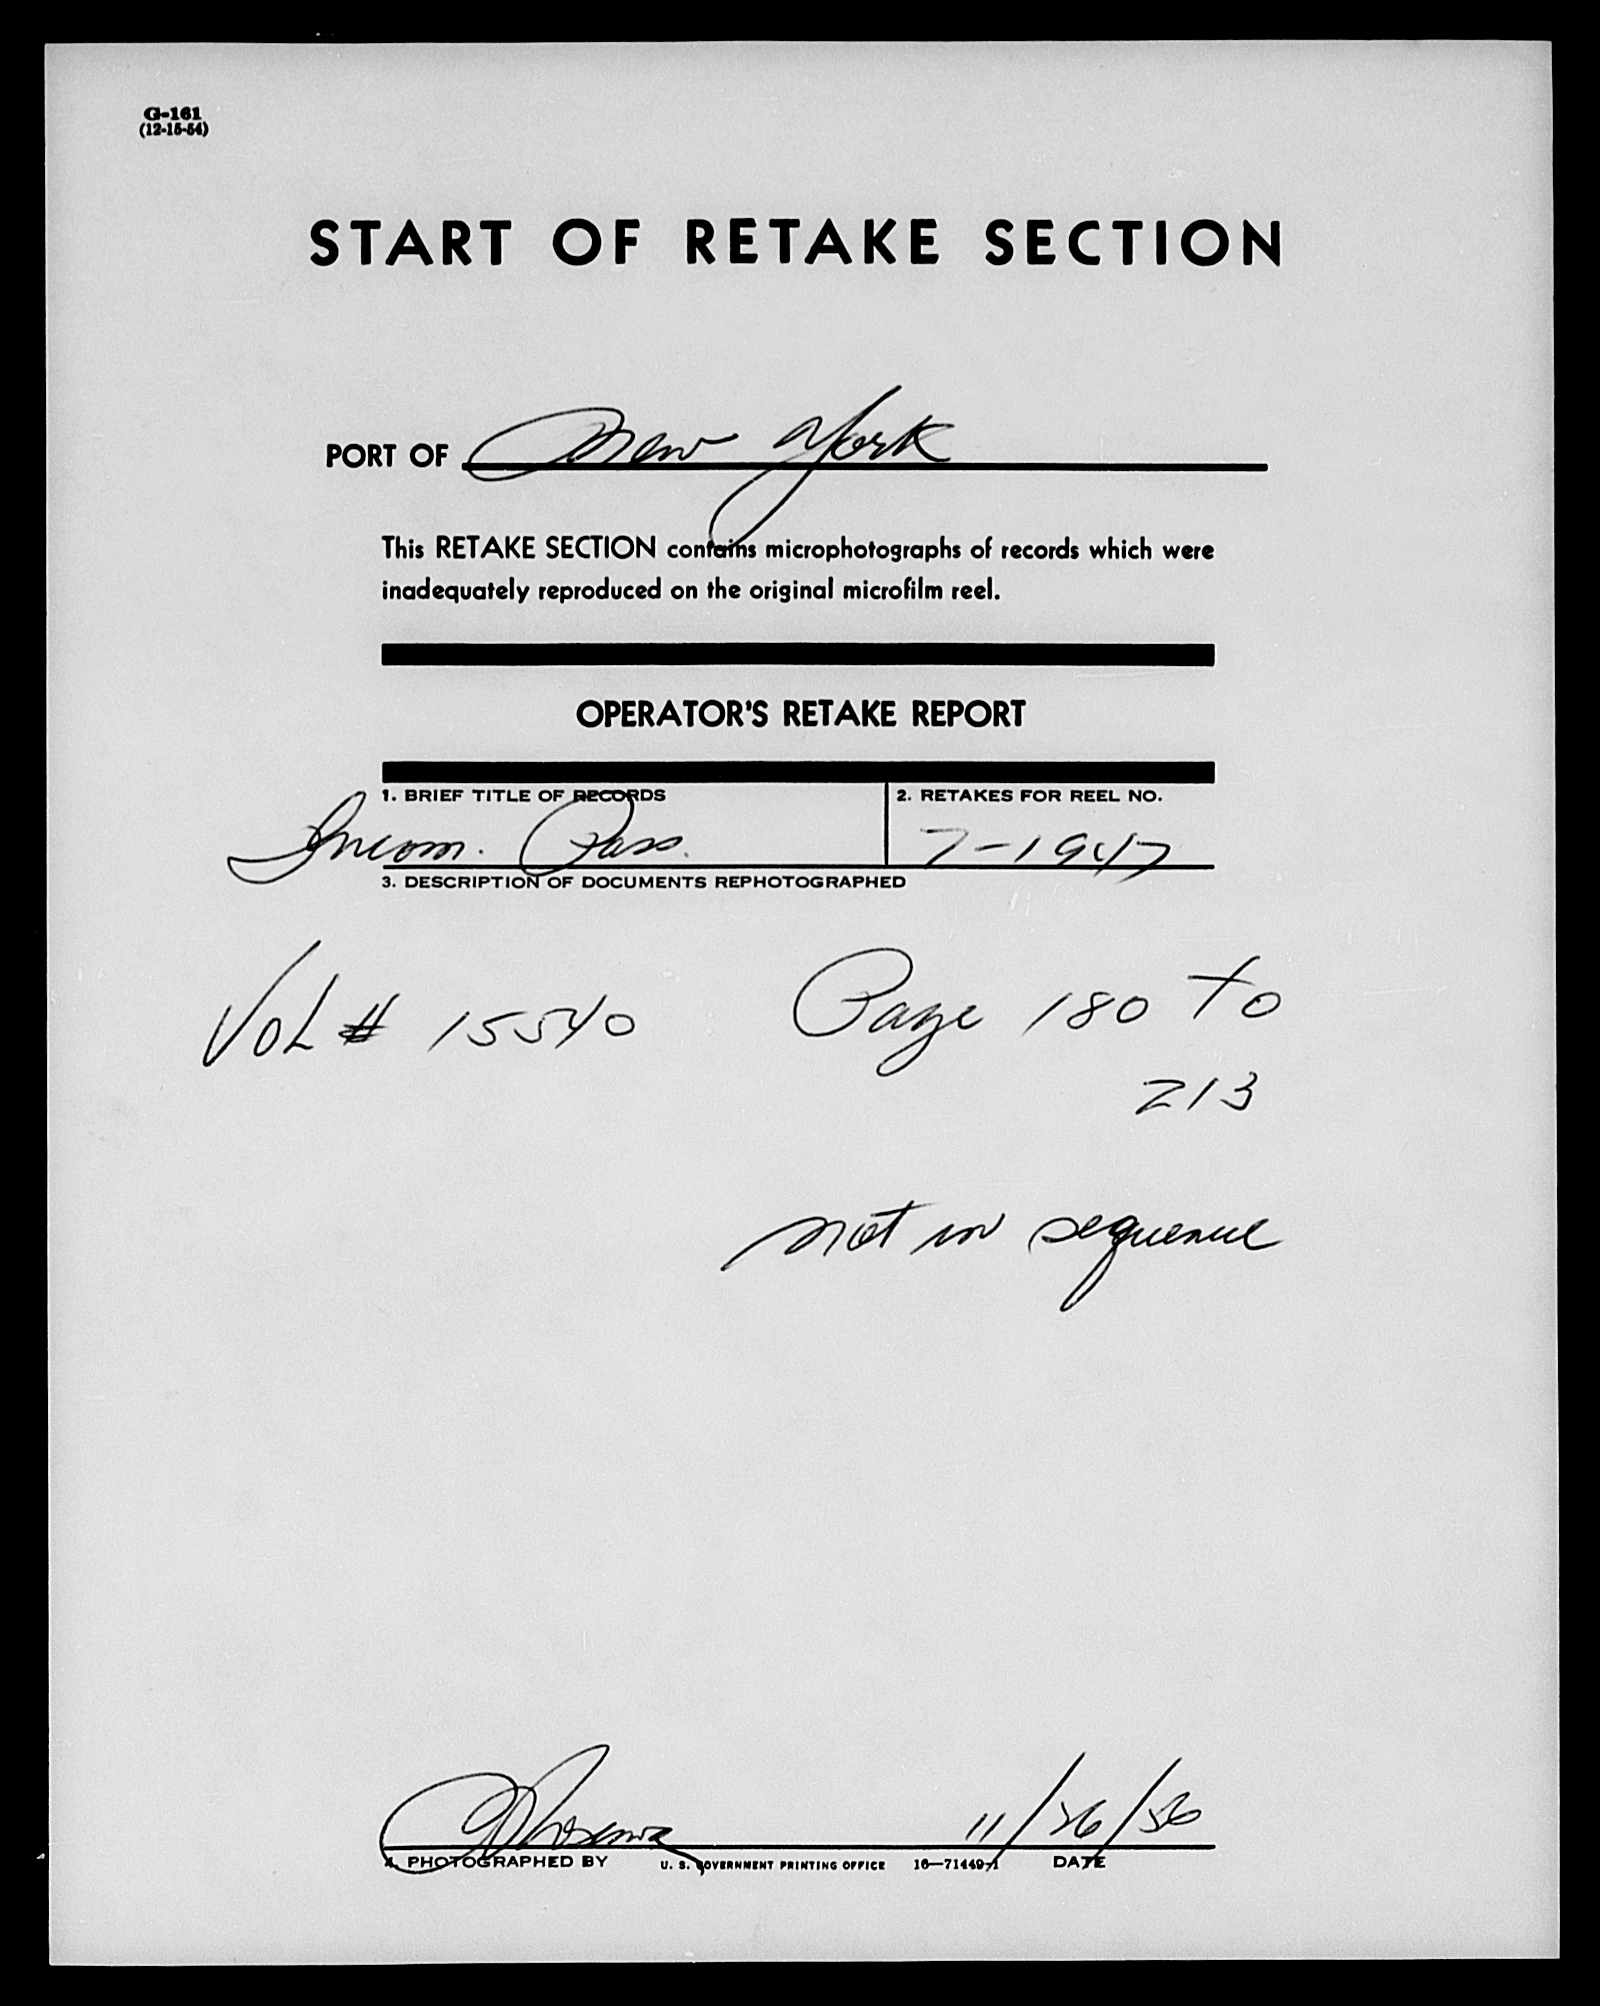 G-161
(12-15-54)
START OF RETAKE SECTION
PORT OF New York
This RETAKE SECTION contains microphotographs of records which were
inadequately reproduced on the original microfilm reel.
OPERATOR'S RETAKE REPORT
1. BRIEF TITLE OF RECORDS 2. RETAKES FOR REEL NO.
Incom. Pass. 7-1947
3. DESCRIPTION OF DOCUMENTS REPHOTOGRAPHED
Vol # 15540 Page 180 to
213
not in sequence
11/26/56
4. PHOTOGRAPHED BY U. S. GOVERNMENT PRINTING OFFICE 16—71449-1 DATE